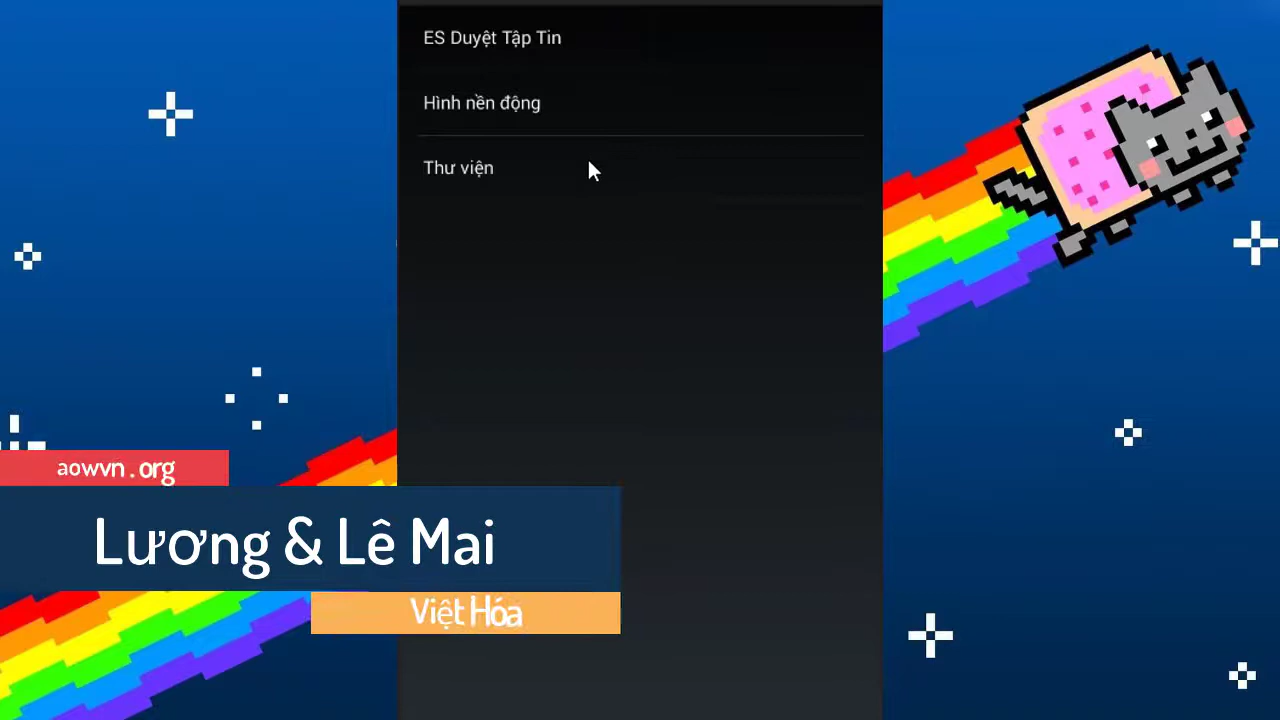 ES Duyệt Tập Tin
Hình nền động
Thư viện
aowvn.org
Lương & Lê Mai
Việt Hóa